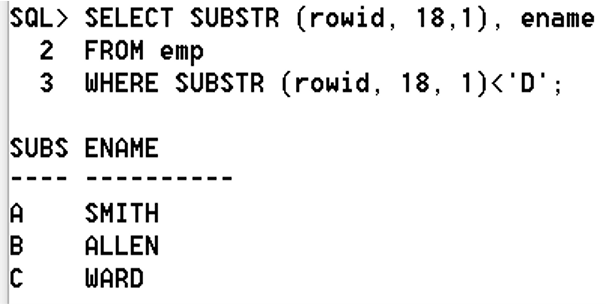 SQL> SELECT SUBSTR (rowid, 18,1), ename
2 FROM emp
3 WHERE SUBSTR (rowid, 18, 1)<'D';
SUBS ENAME
---- ----------
A SMITH
B ALLEN
C WARD